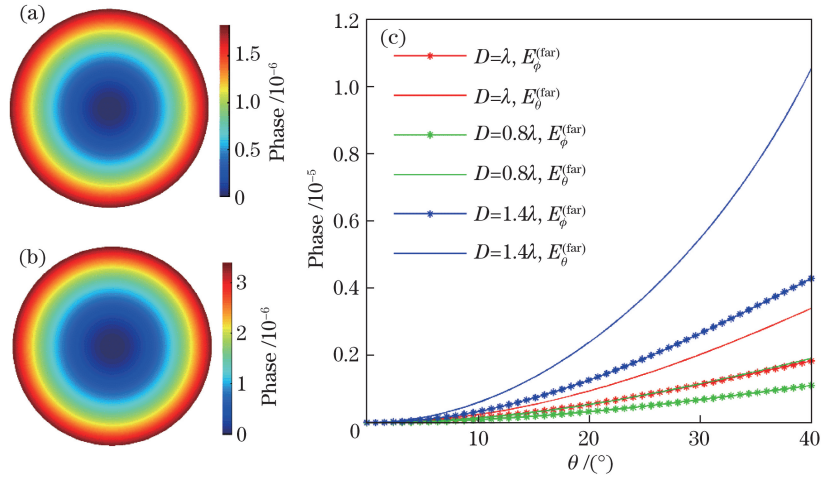 (a)
1.5
1.0
0.5
0
Phase /10⁻⁶
(b)
3
2
1
0
Phase /10⁻⁶
(c)
1.2
1.0
0.8
0.6
0.4
0.2
0
Phase /10⁻⁵
D=λ, E_ϕ^(far)
D=λ, E_θ^(far)
D=0.8λ, E_ϕ^(far)
D=0.8λ, E_θ^(far)
D=1.4λ, E_ϕ^(far)
D=1.4λ, E_θ^(far)
10
20
30
40
θ /(°)